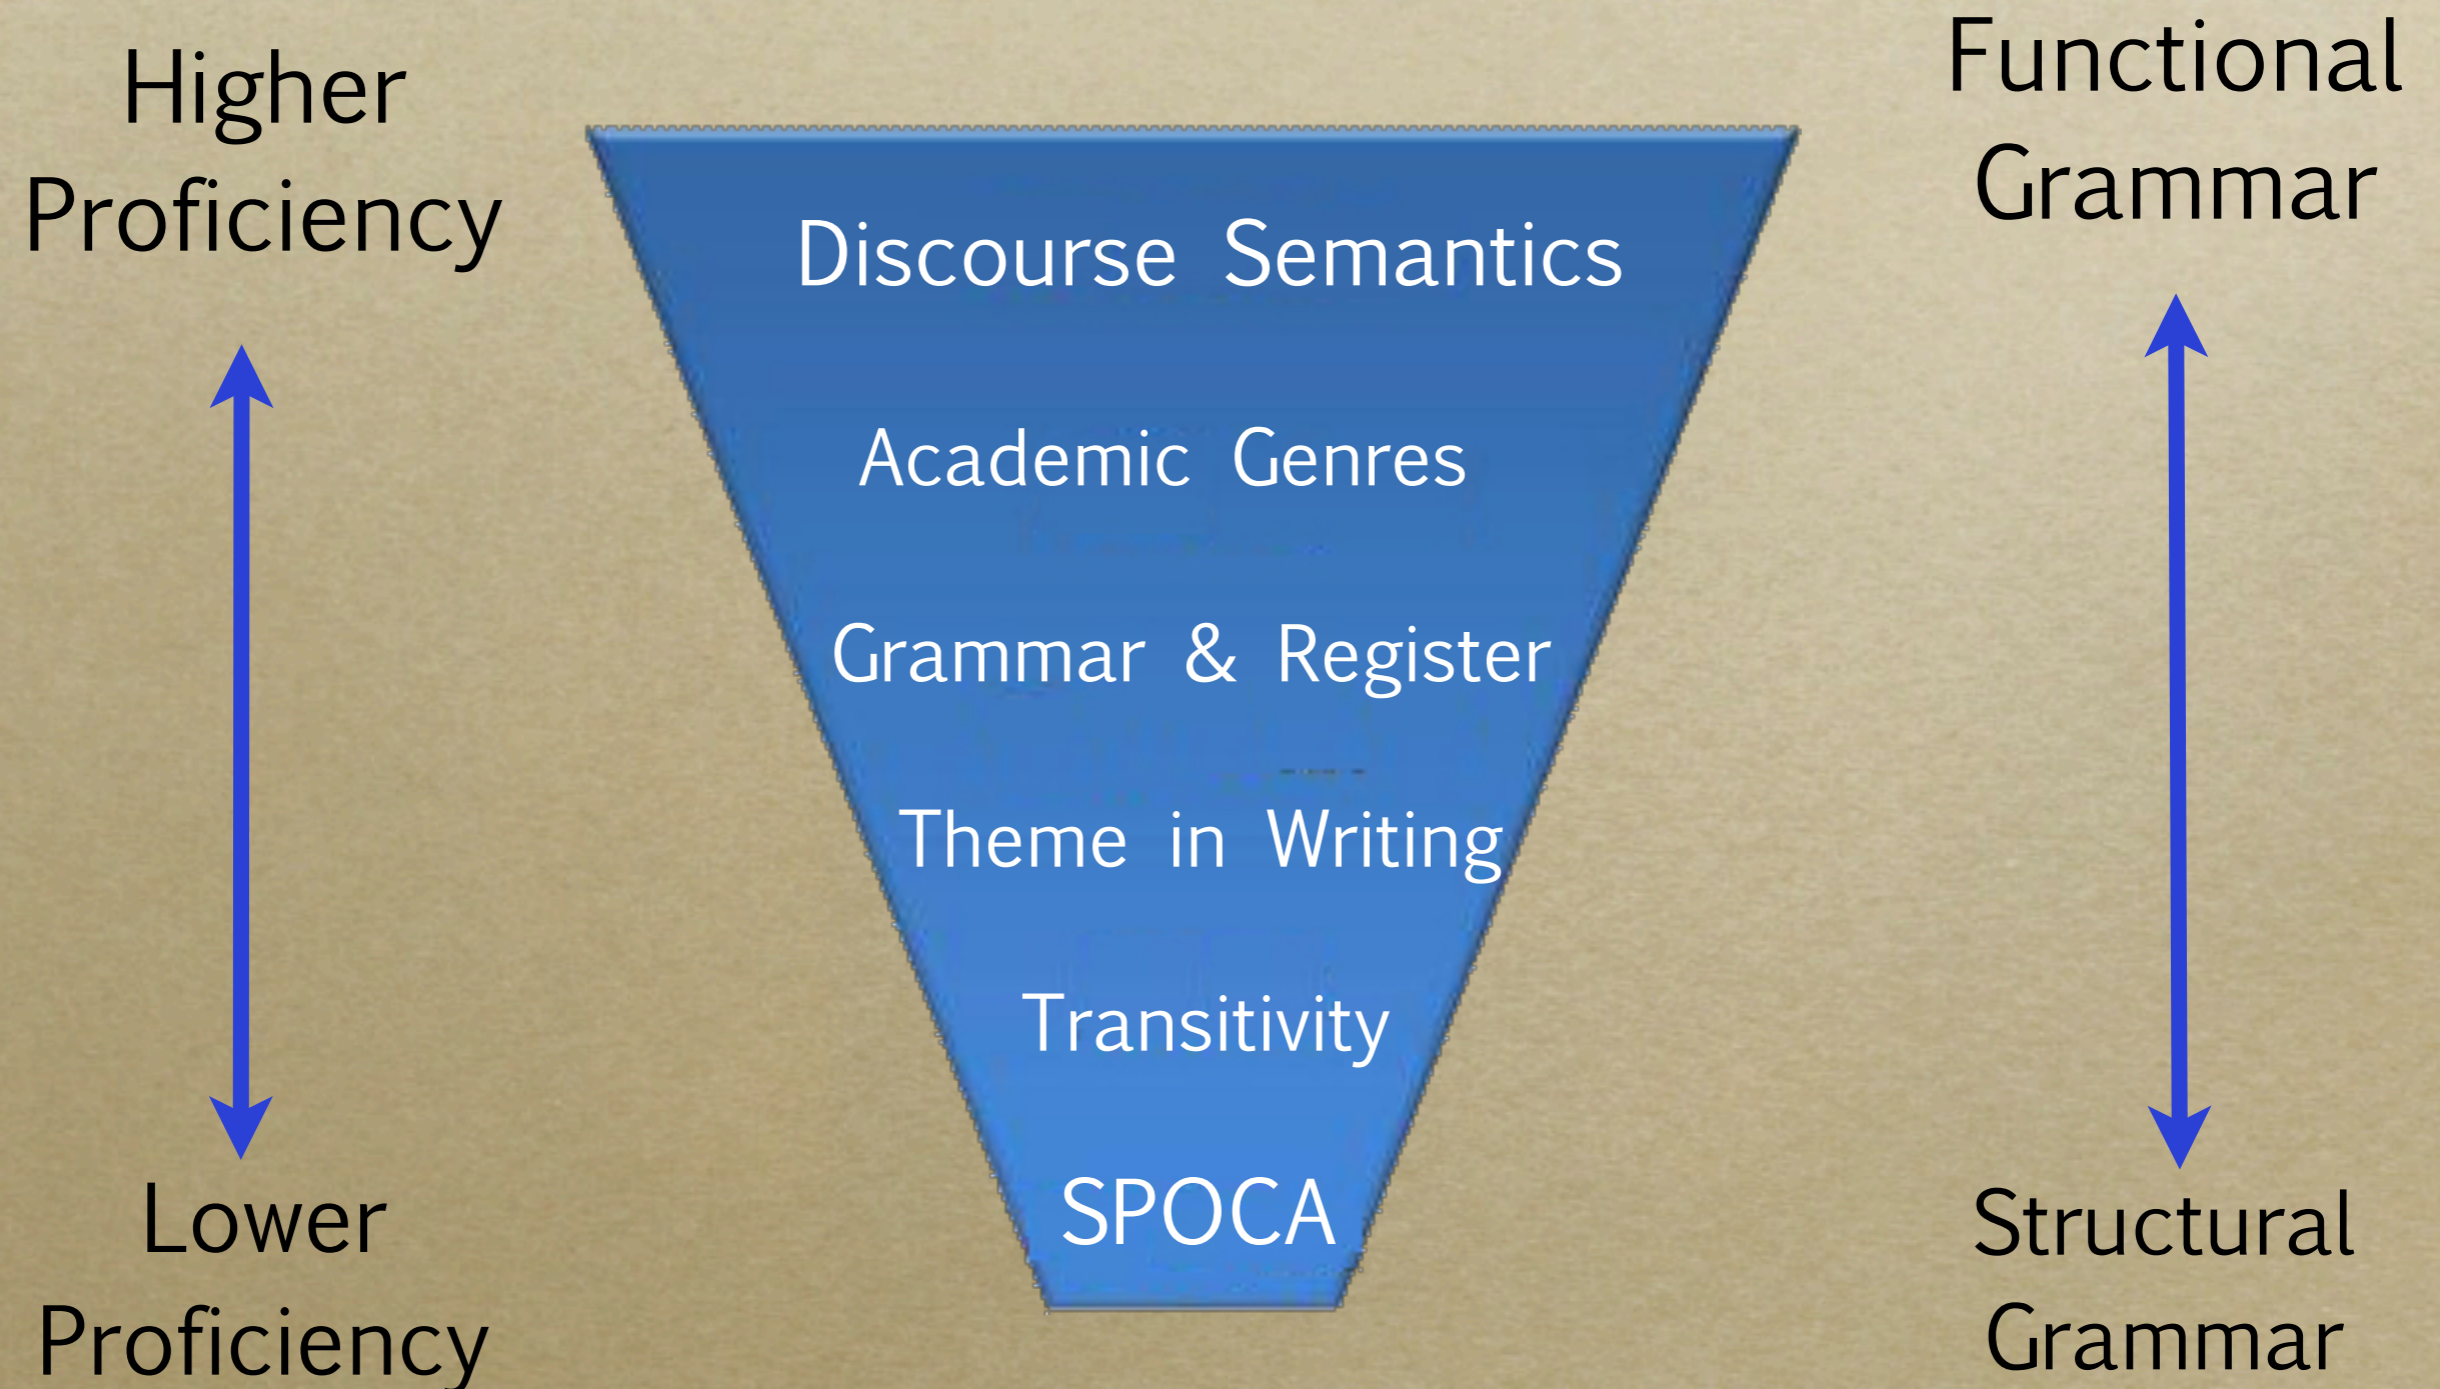 Higher
Proficiency
Functional
Grammar
Discourse Semantics
Academic Genres
Grammar & Register
Theme in Writing
Transitivity
SPOCA
Lower
Proficiency
Structural
Grammar